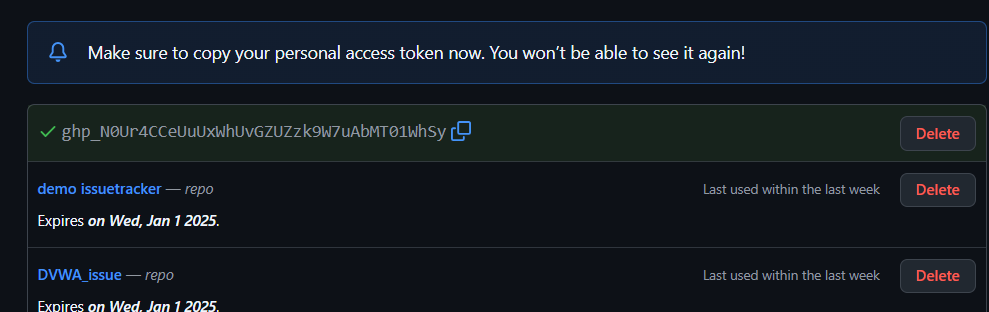 Make sure to copy your personal access token now. You won’t be able to see it again!
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 Delete
demo issuetracker — repo Last used within the last week Delete
Expires on Wed, Jan 1 2025.
DVWA_issue — repo Last used within the last week Delete
Expires on Wed, Jan 1 2025.